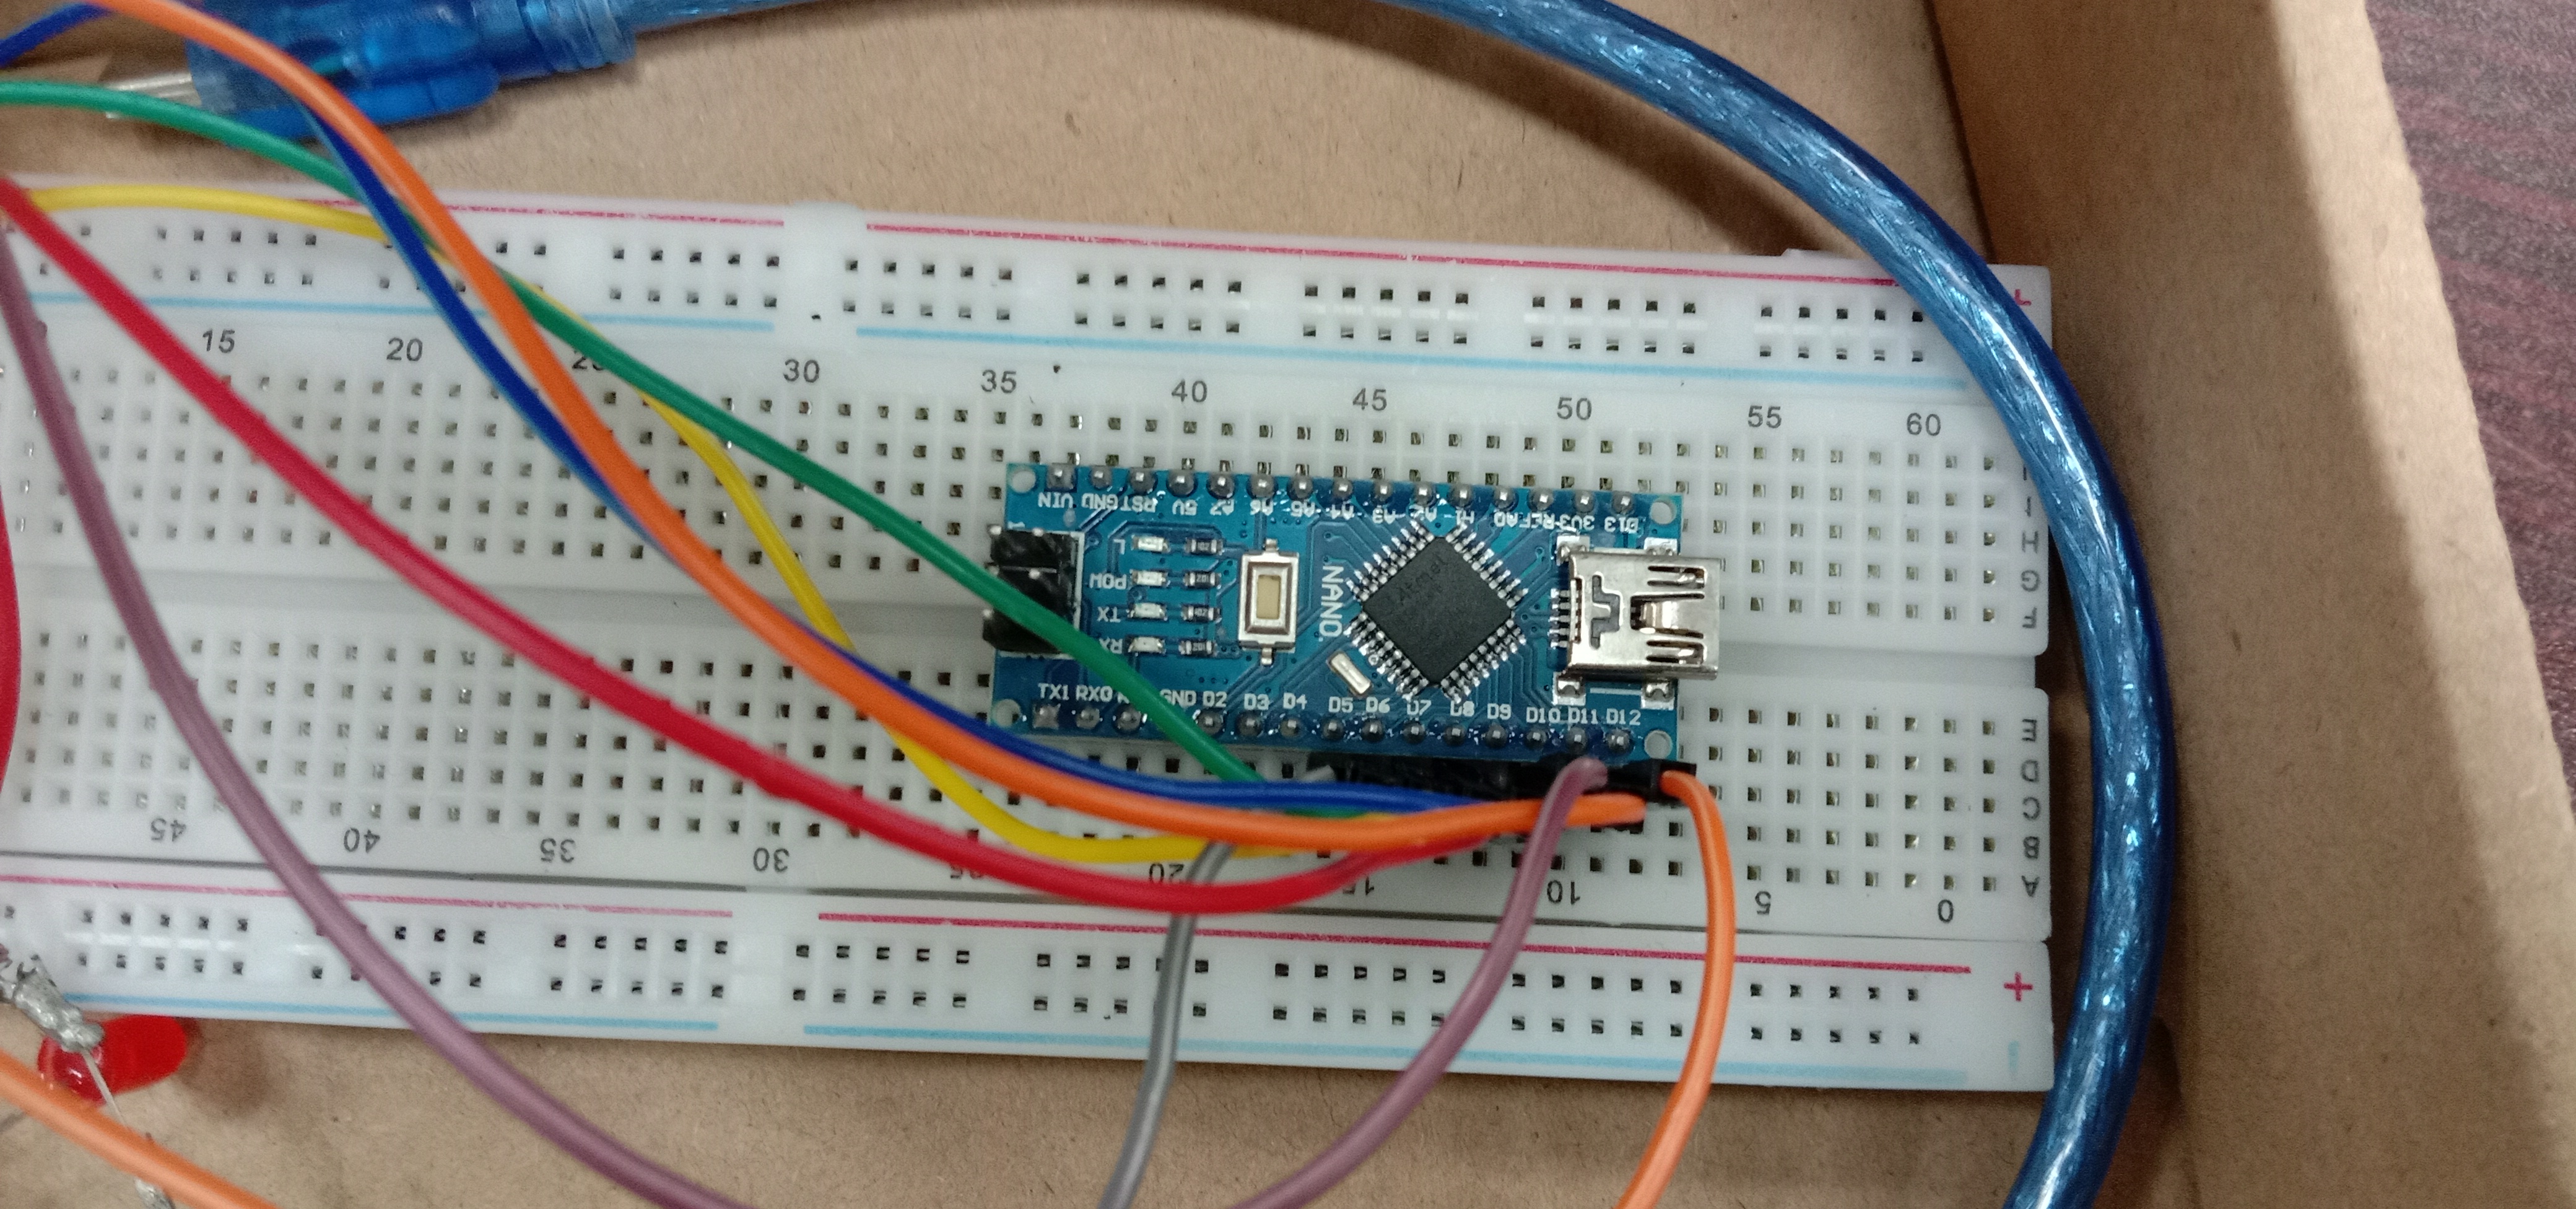 +
15 20 30 35 40 45 50 55 60
VIN GND RST 5V A7 A6 A5 A4 A3 A2 A1 A0 REF 3V3 D13
I
H
G
F
L
POW
TX
RX
NANO
Atmel
TX1 RX0 GND D2 D3 D4 D5 D6 D7 D8 D9 D10 D11 D12
E
D
C
B
A
45 40 35 30 20 15 10 5 0
+